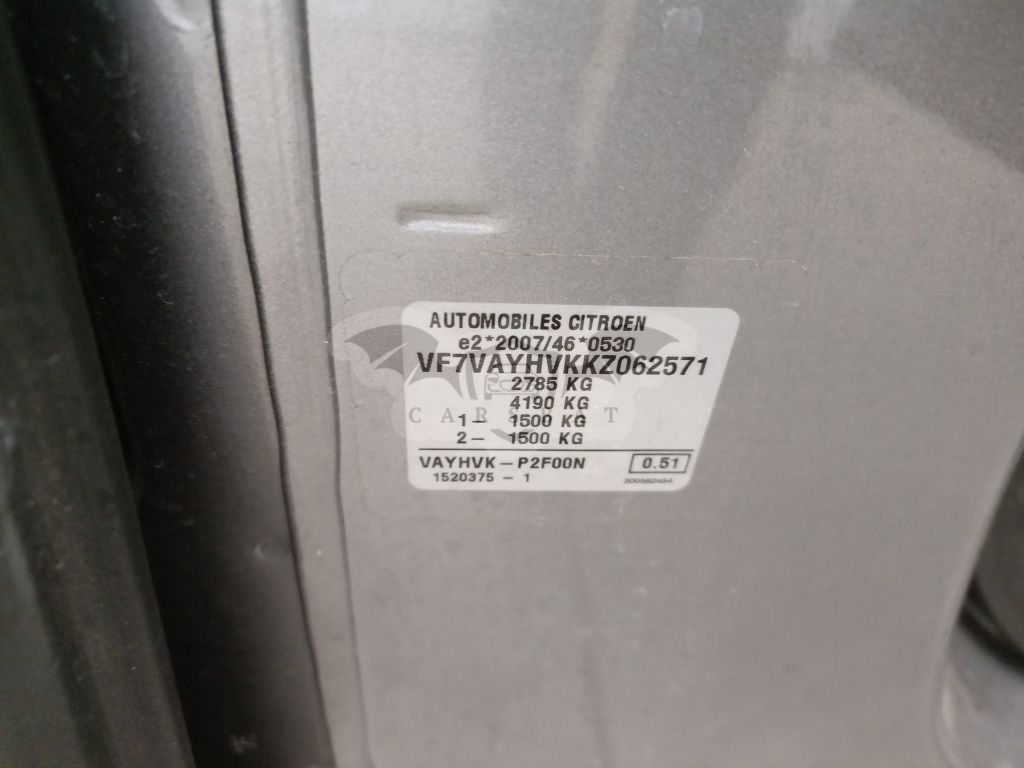 AUTOMOBILES CITROEN
e2*2007/46*0530
VF7VAYHVKKZ062571
2785 KG
4190 KG
1- 1500 KG
2- 1500 KG
VAYHVK-P2F00N 0.51
1520375-1